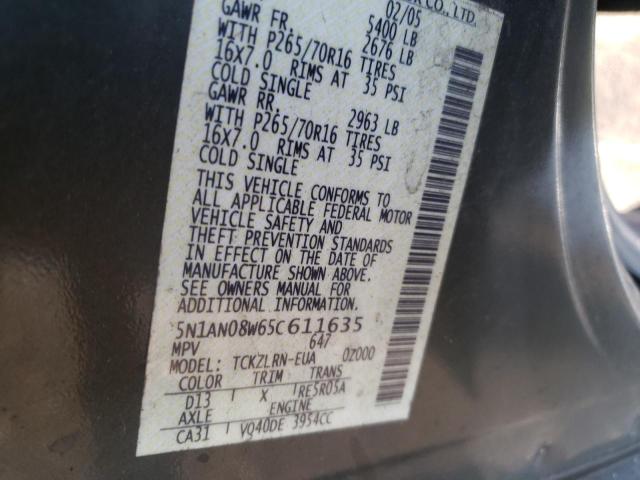 CO., LTD.
02/05
5400 LB
GAWR FR. 2676 LB
WITH P265/70R16 TIRES
16X7.0 RIMS AT 35 PSI
COLD SINGLE
GAWR RR. 2963 LB
WITH P265/70R16 TIRES
16X7.0 RIMS AT 35 PSI
COLD SINGLE
THIS VEHICLE CONFORMS TO
ALL APPLICABLE FEDERAL MOTOR
VEHICLE SAFETY AND
THEFT PREVENTION STANDARDS
IN EFFECT ON THE DATE OF
MANUFACTURE SHOWN ABOVE.
SEE OWNERS MANUAL FOR
ADDITIONAL INFORMATION.
5N1AN08W65C611635
MPV 647
MODEL: TCKZLRN-EUA 0Z000
COLOR TRIM TRANS
D13 X RE5R05A
AXLE ENGINE
CA31 VQ40DE 3954CC